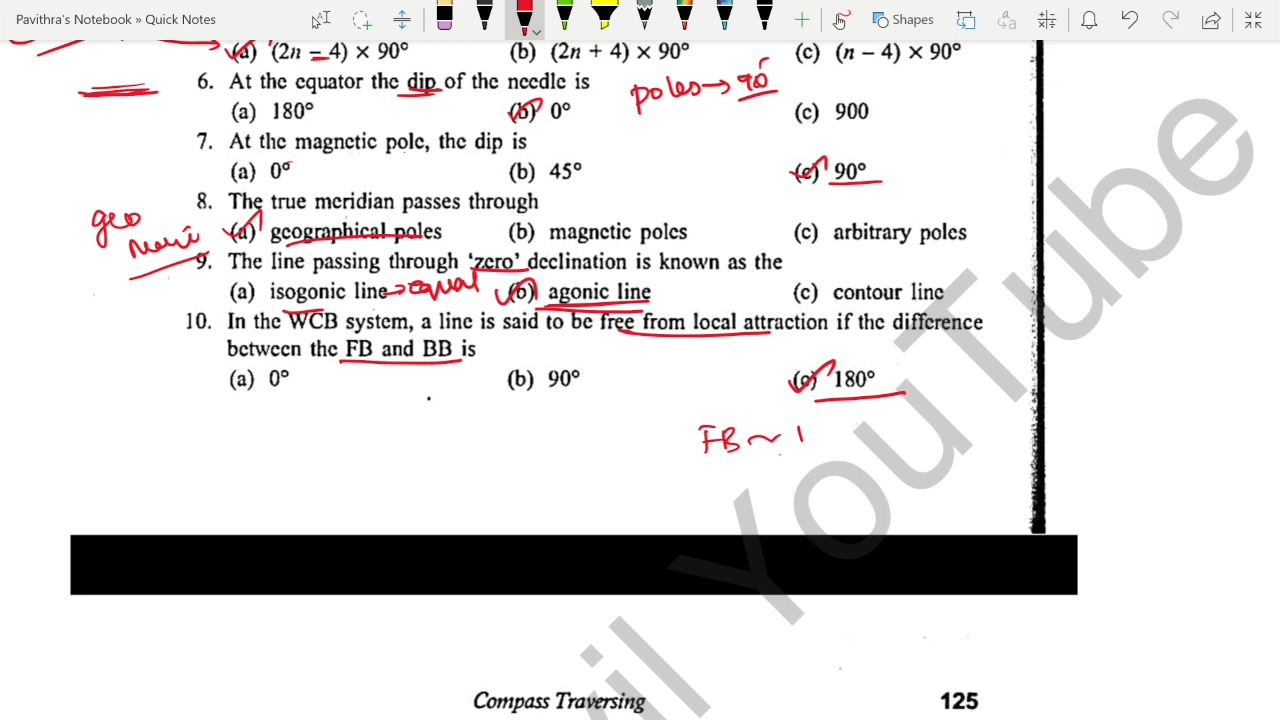 Pavithra's Notebook » Quick Notes
Shapes
(a) (2n − 4) × 90° (b) (2n + 4) × 90° (c) (n − 4) × 90°
6. At the equator the dip of the needle is
poles → 90°
(a) 180° (b) 0° (c) 900
7. At the magnetic pole, the dip is
(a) 0° (b) 45° (c) 90°
8. The true meridian passes through
geo
(a) geographical poles (b) magnetic poles (c) arbitrary poles
9. The line passing through ‘zero’ declination is known as the
(a) isogonic line → equal (b) agonic line (c) contour line
10. In the WCB system, a line is said to be free from local attraction if the difference
between the FB and BB is
(a) 0° (b) 90° (c) 180°
FB ~ 1
Compass Traversing 125
il YouTube